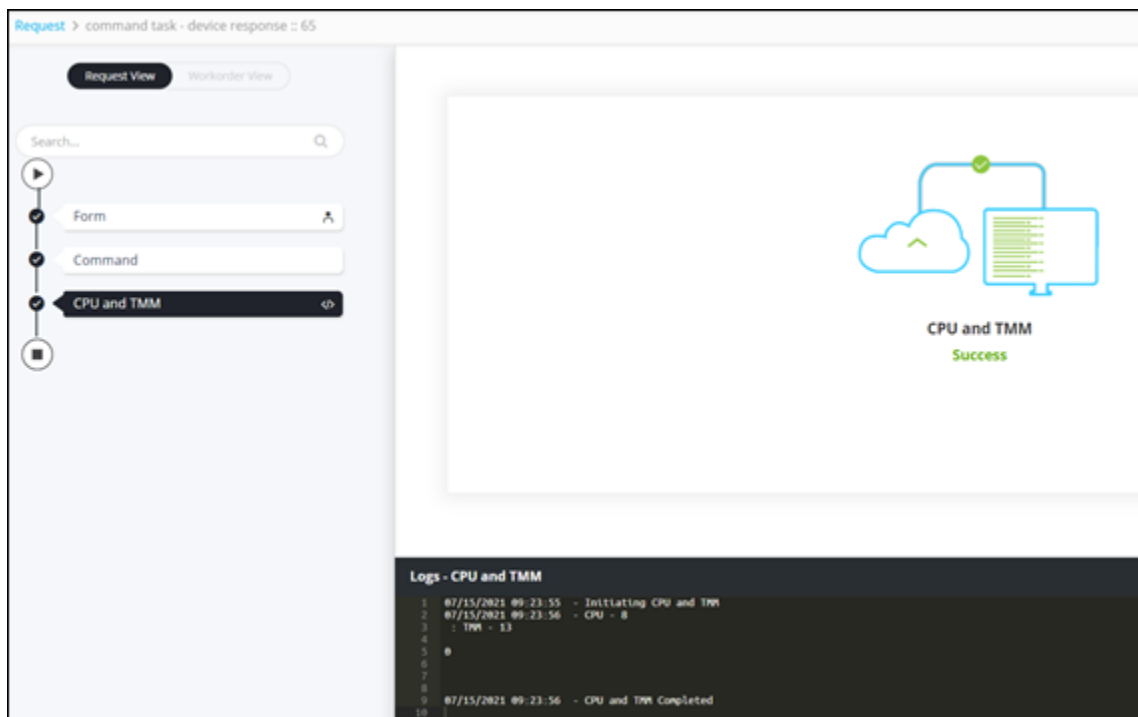 Request > command task - device response :: 65
Request View Workorder View
Search...
Form
Command
CPU and TMM
CPU and TMM
Success
Logs - CPU and TMM
1 07/15/2021 09:23:55 - Initiating CPU and TMM
2 07/15/2021 09:23:56 - CPU - 8
3 : TMM - 13
4
5 0
6
7
8
9 07/15/2021 09:23:56 - CPU and TMM Completed
10